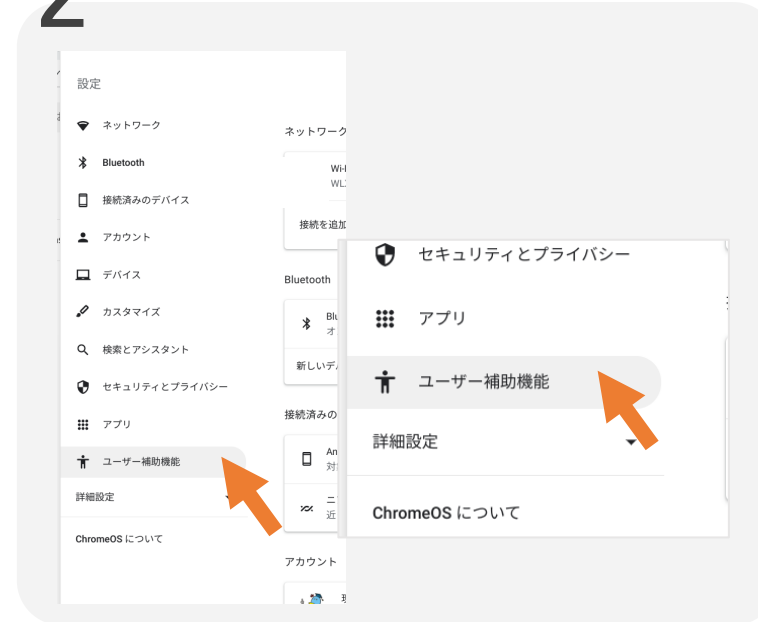 2
設定
ネットワーク
Bluetooth
接続済みのデバイス
アカウント
デバイス
カスタマイズ
検索とアシスタント
セキュリティとプライバシー
アプリ
ユーザー補助機能
詳細設定
ChromeOS について
ネットワーク
接続を追加
Bluetooth
接続済みの
アカウント
セキュリティとプライバシー
アプリ
ユーザー補助機能
詳細設定
ChromeOS について